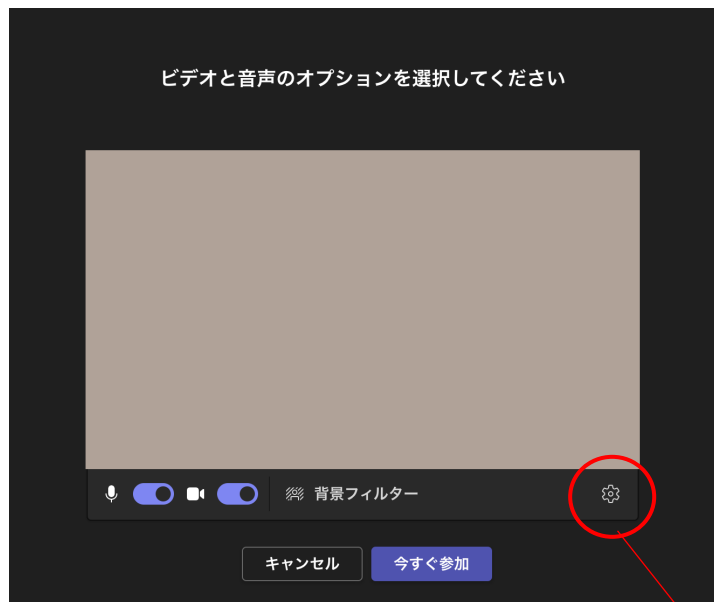 ビデオと音声のオプションを選択してください
背景フィルター
キャンセル
今すぐ参加